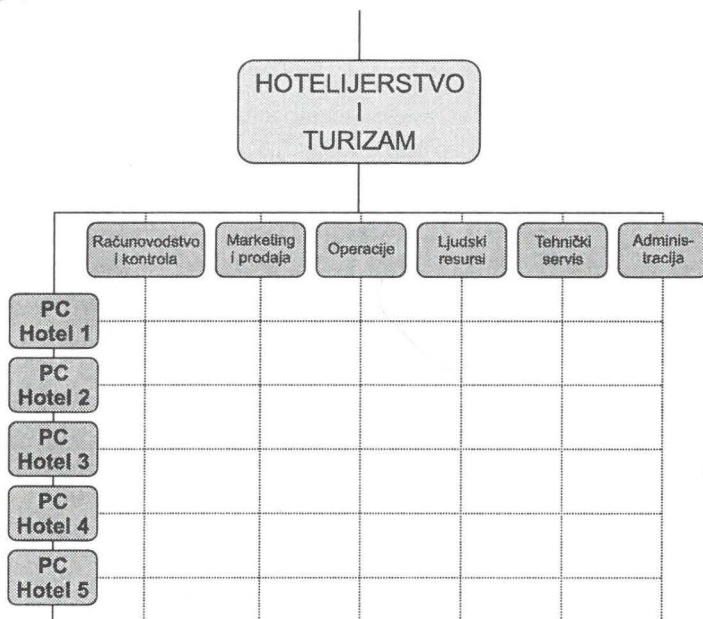 HOTELIJERSTVO
I
TURIZAM
Računovodstvo
i kontrola
Marketing
i prodaja
Operacije
Ljudski
resursi
Tehnički
servis
Adminis-
tracija
PC
Hotel 1
PC
Hotel 2
PC
Hotel 3
PC
Hotel 4
PC
Hotel 5